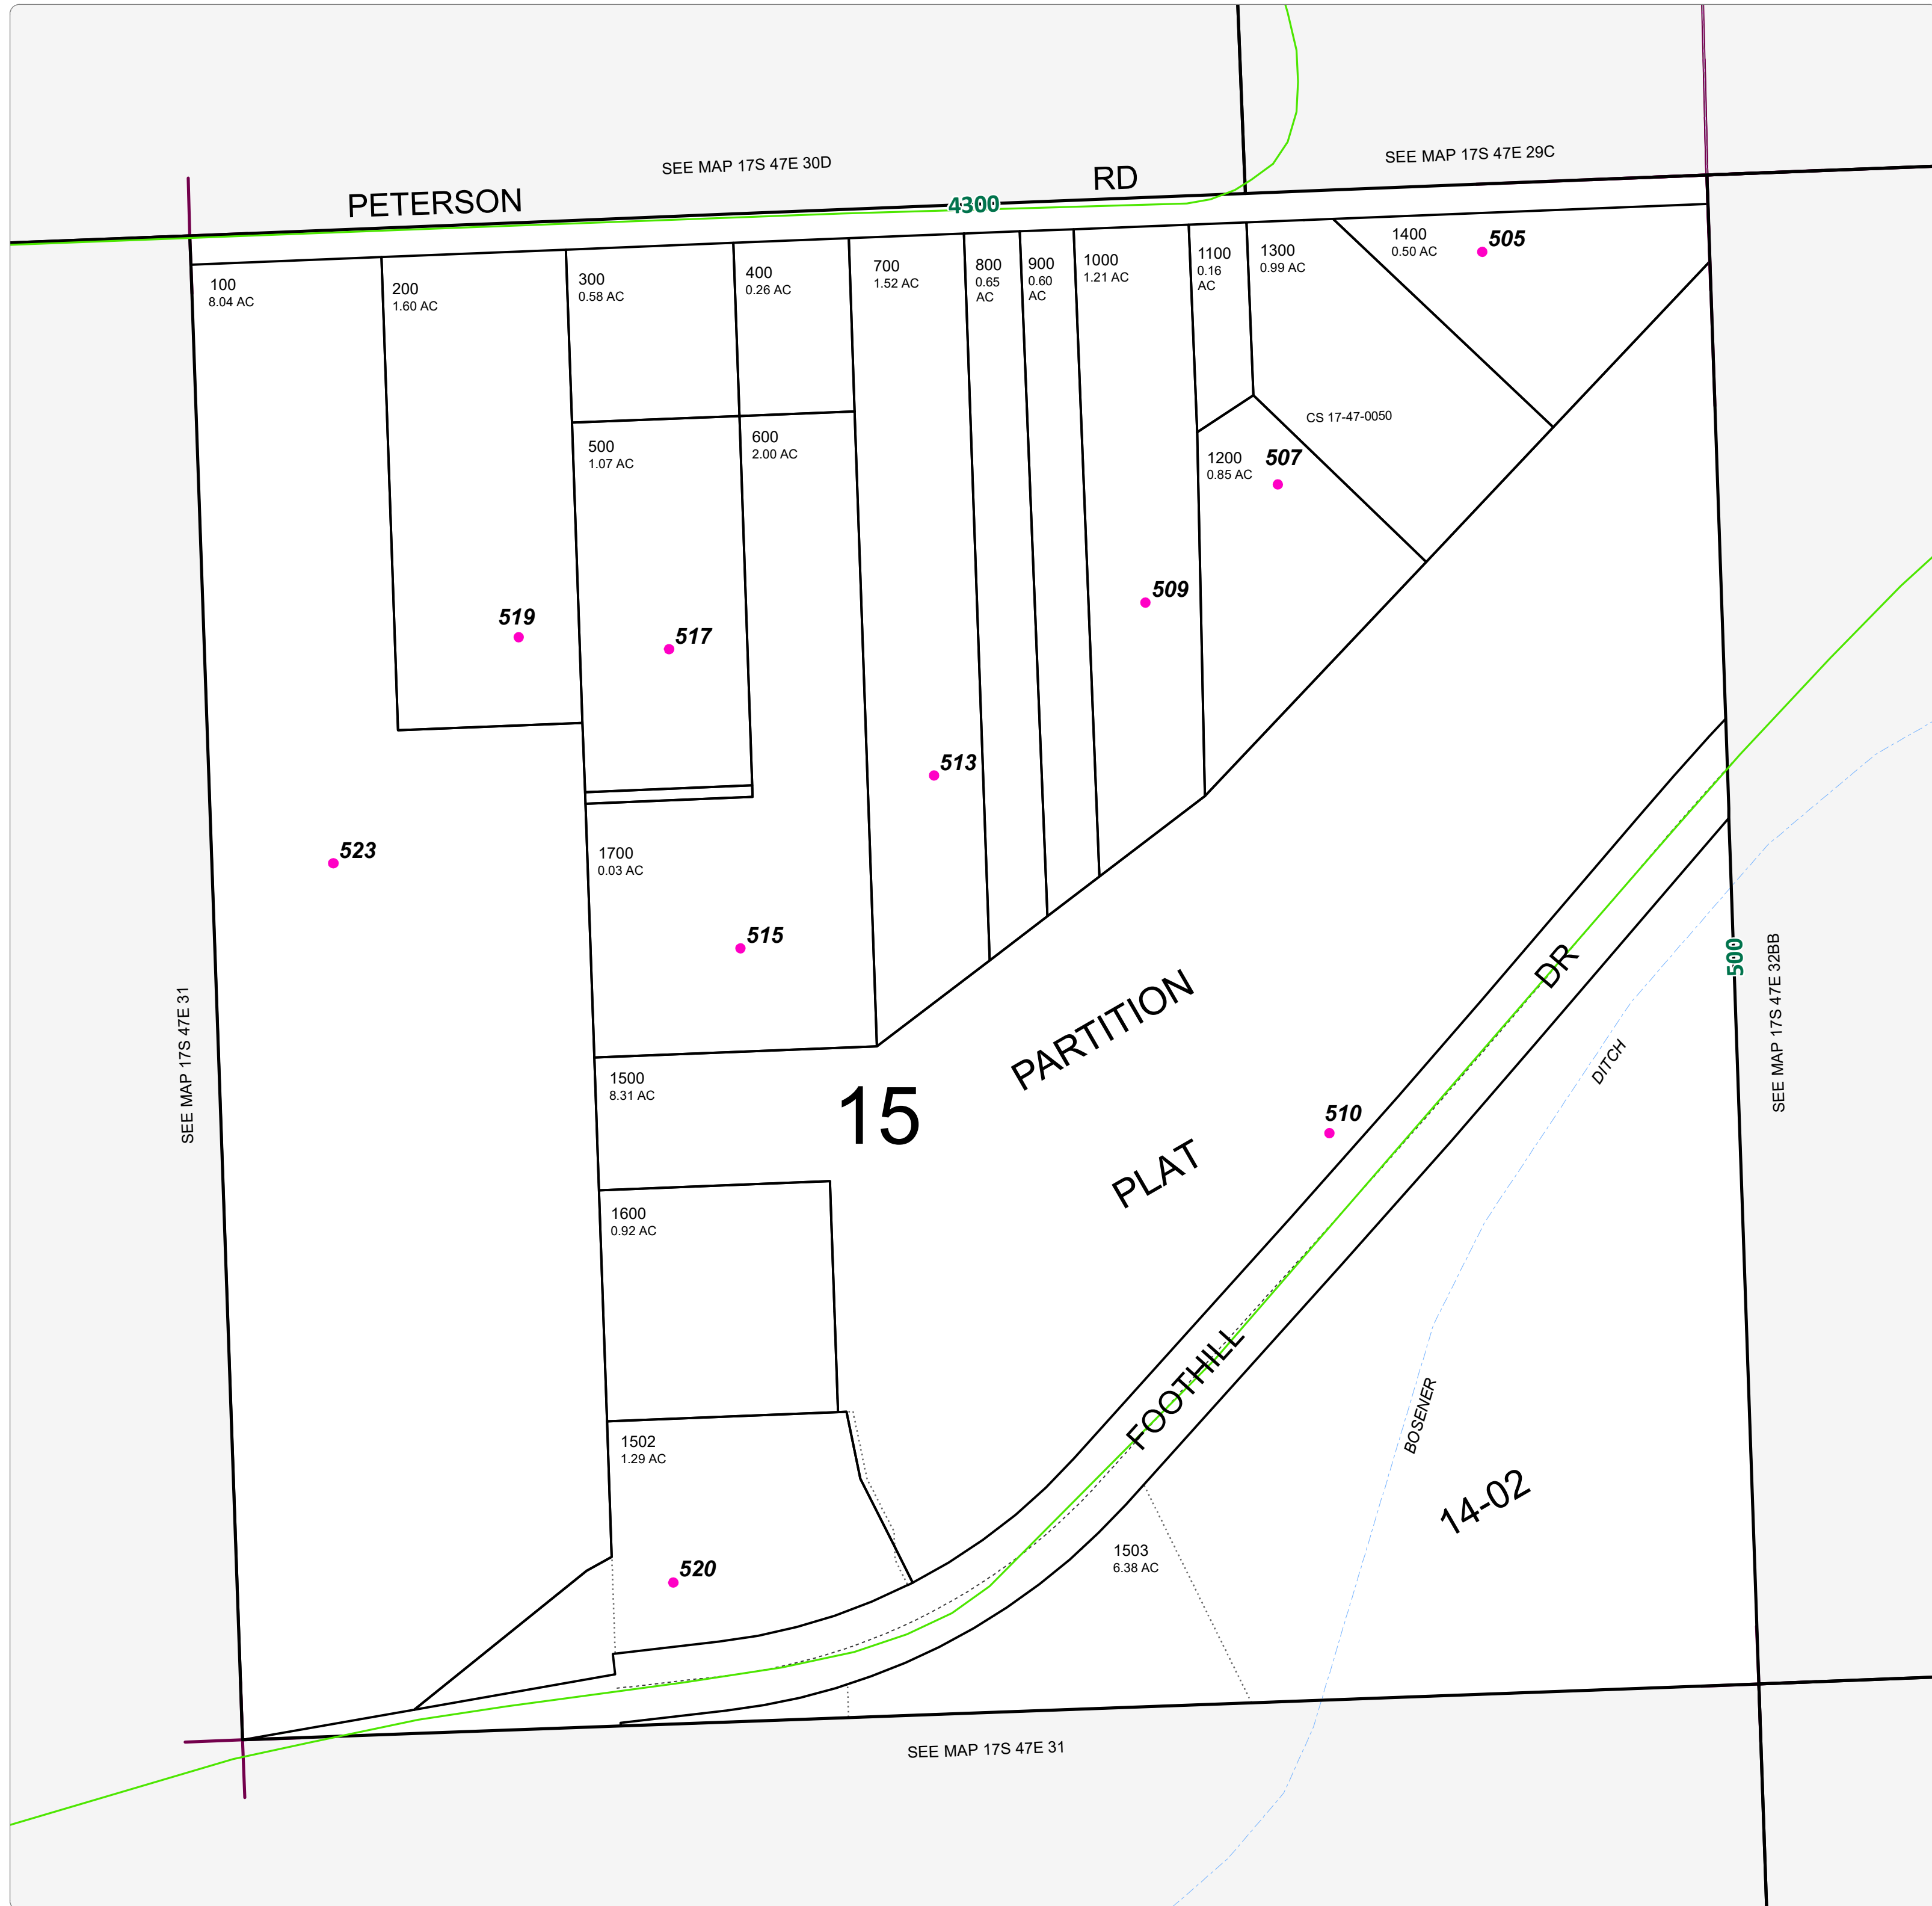 SEE MAP 17S 47E 30D
SEE MAP 17S 47E 29C
PETERSON
RD
4300
100
8.04 AC
200
1.60 AC
300
0.58 AC
400
0.26 AC
700
1.52 AC
800
0.65
AC
900
0.60
AC
1000
1.21 AC
1100
0.16
AC
1300
0.99 AC
1400
0.50 AC
505
500
1.07 AC
600
2.00 AC
CS 17-47-0050
1200
0.85 AC
507
519
517
509
513
523
1700
0.03 AC
515
SEE MAP 17S 47E 31
1500
8.31 AC
15
PARTITION
PLAT
510
DR
DITCH
500
SEE MAP 17S 47E 32BB
1600
0.92 AC
FOOTHILL
BOSENER
1502
1.29 AC
14-02
520
1503
6.38 AC
SEE MAP 17S 47E 31